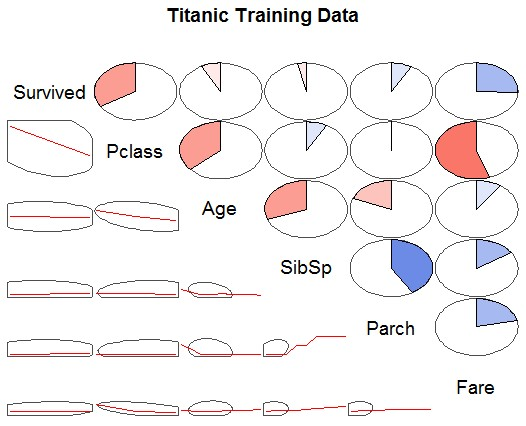 Titanic Training Data
Survived
Pclass
Age
SibSp
Parch
Fare